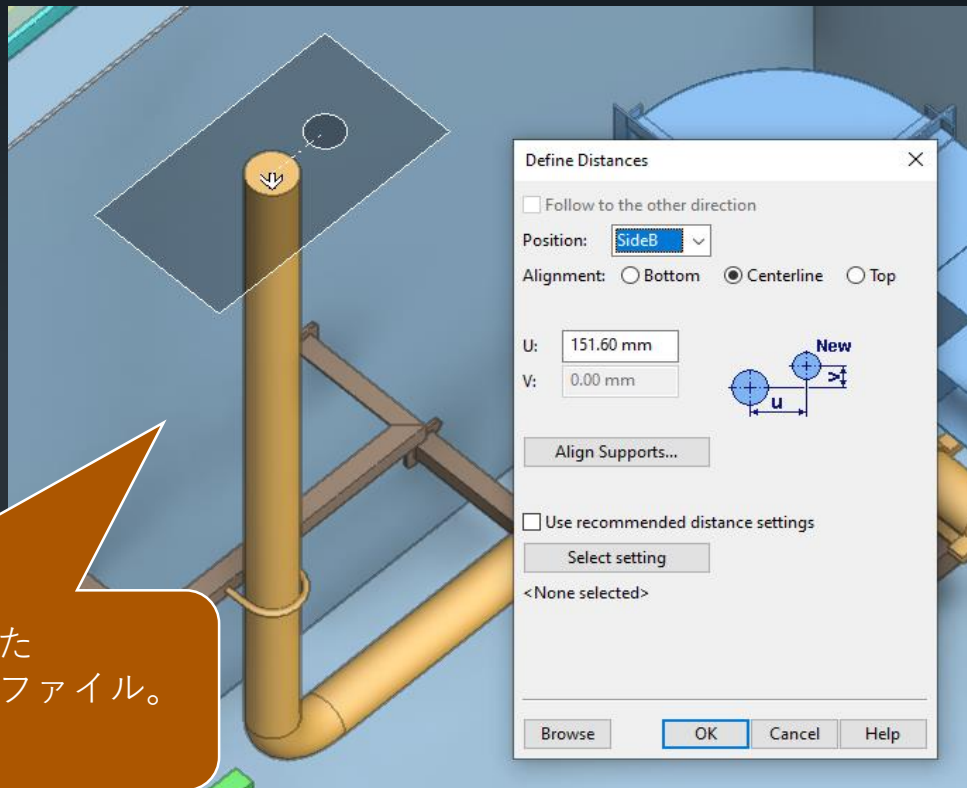 Define Distances
Follow to the other direction
Position: SideB
Alignment: Bottom Centerline Top
U: 151.60 mm
V: 0.00 mm
New
V
u
Align Supports...
Use recommended distance settings
Select setting
<None selected>
Browse OK Cancel Help
た
ファイル。